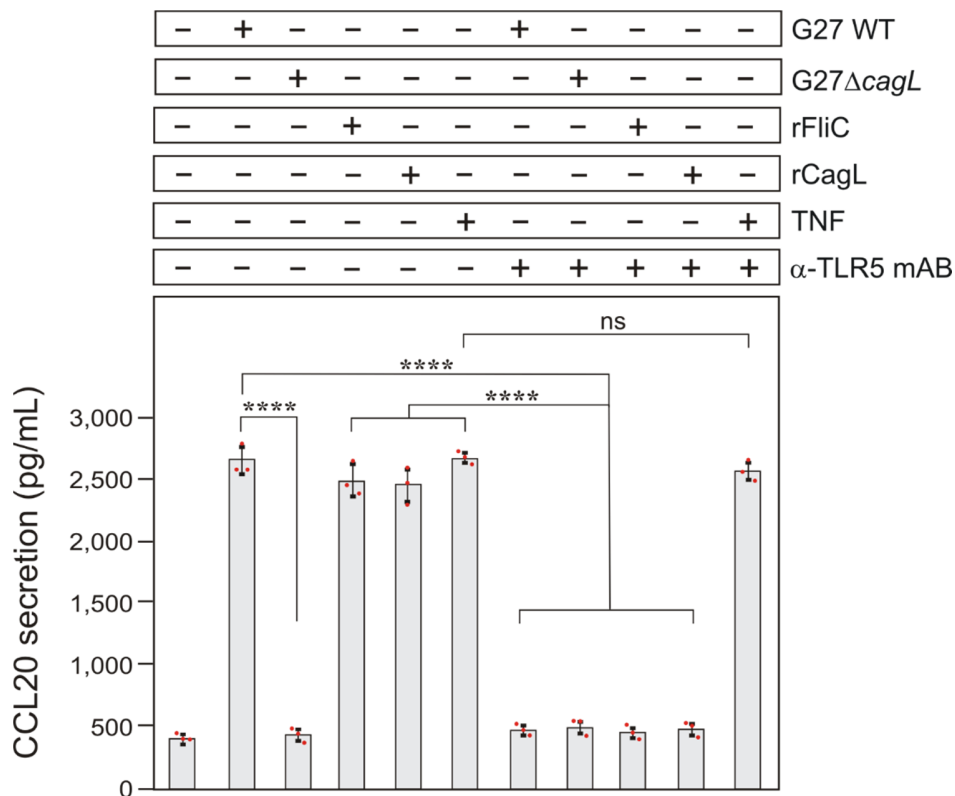 − + − − − − + − − − − G27 WT
− − + − − − − + − − − G27ΔcagL
− − − + − − − − + − − rFliC
− − − − + − − − − + − rCagL
− − − − − + − − − − + TNF
− − − − − − + + + + + α-TLR5 mAB
ns
****
****
****
CCL20 secretion (pg/mL)
3,000
2,500
2,000
1,500
1,000
500
0